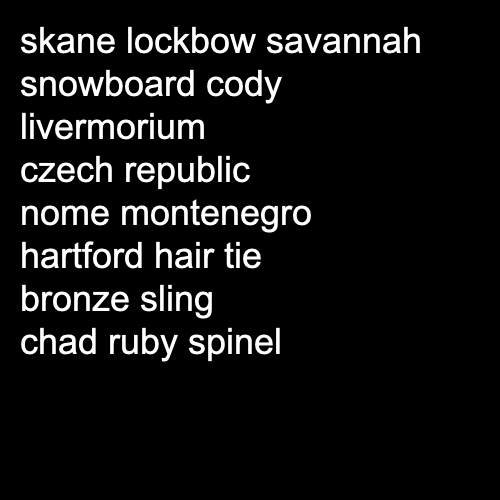 skane lockbow savannah
snowboard cody
livermorium
czech republic
nome montenegro
hartford hair tie
bronze sling
chad ruby spinel